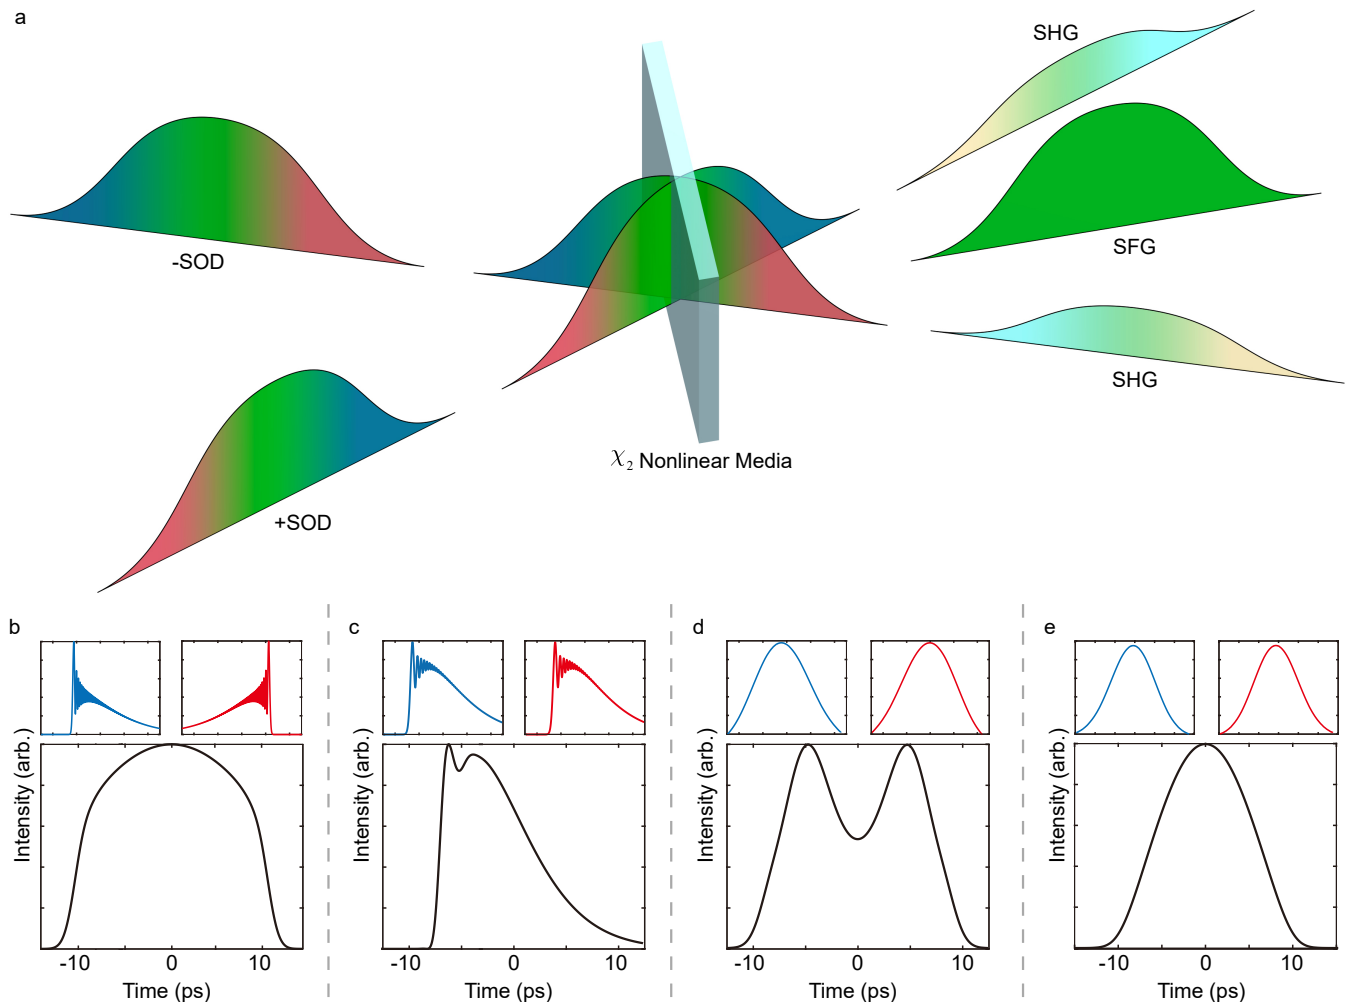 a
SHG
SFG
-SOD
SHG
χ₂ Nonlinear Media
+SOD
b
c
d
e
Intensity (arb.)
Intensity (arb.)
Intensity (arb.)
Intensity (arb.)
-10 0 10
-10 0 10
-10 0 10
-10 0 10
Time (ps)
Time (ps)
Time (ps)
Time (ps)